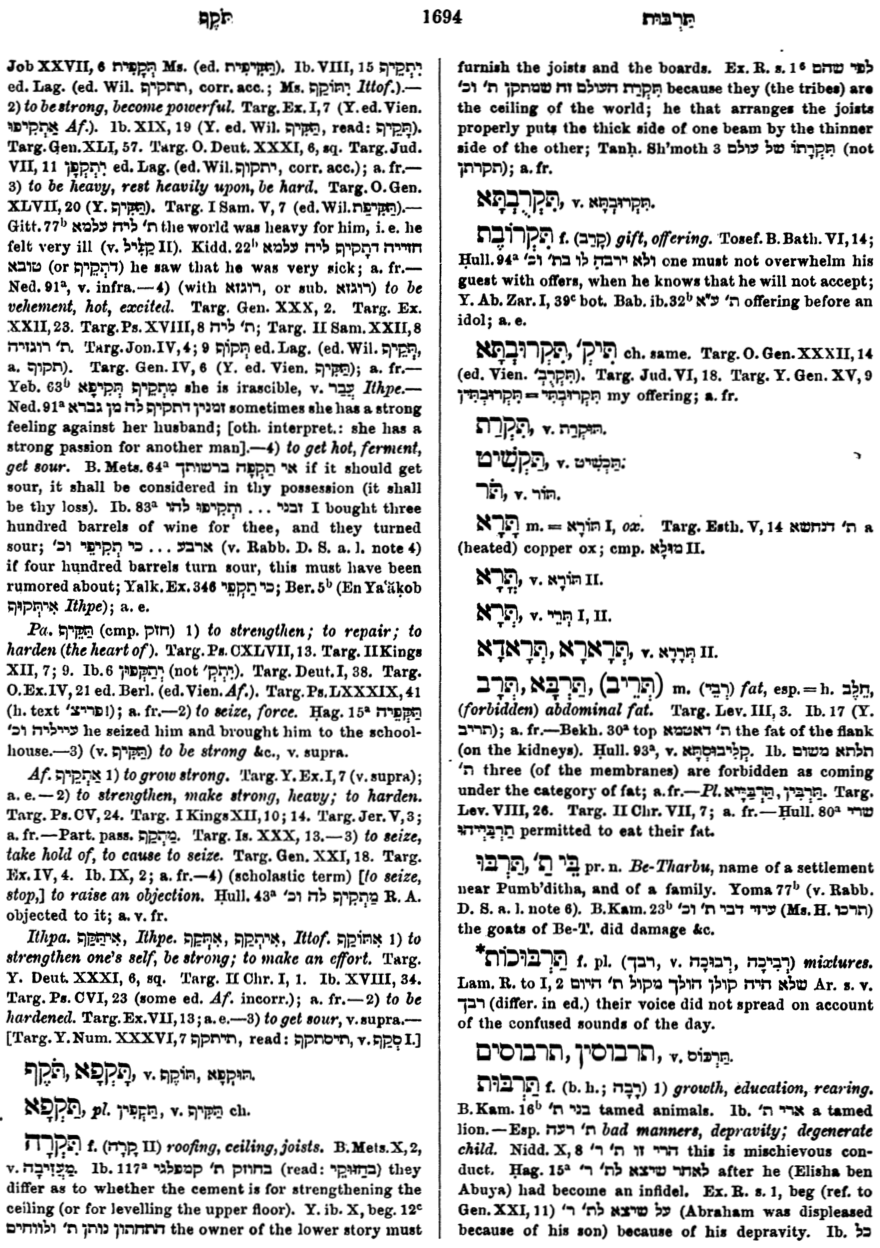 תֹּקֶף 1694 תַּרְבּוּת
Job XXVII, 6 תְּקֵפִית Ms. (ed. תַּקִּיפִית). Ib. VIII, 15 יִתְקֵיף
ed. Lag. (ed. Wil. תתקיף, corr. acc.; Ms. יִתּוֹקַף Ittof.).—
2) to be strong, become powerful. Targ. Ex. I, 7 (Y. ed. Vien.
אַתְקִיפוּ Af.). Ib. XIX, 19 (Y. ed. Wil. תַּקִּיף, read: תָּקֵיף).
Targ. Gen. XLI, 57. Targ. O. Deut. XXXI, 6, sq. Targ. Jud.
VII, 11 יִתְקְפָן ed. Lag. (ed. Wil. יתקוף, corr. acc.); a. fr.—
3) to be heavy, rest heavily upon, be hard. Targ. O. Gen.
XLVII, 20 (Y. תַּקִּיף). Targ. I Sam. V, 7 (ed. Wil. תַּקִּיפַת).—
Gitt. 77ᵇ ת׳ ליה עלמא the world was heavy for him, i. e. he
felt very ill (v. קַלִּיל II). Kidd. 22ᵇ חזייה דתקיף ליה עלמא
טובא (or דתָקֵיף) he saw that he was very sick; a. fr.—
Ned. 91ᵃ, v. infra.—4) (with רוגזא, or sub. רוגזא) to be
vehement, hot, excited. Targ. Gen. XXX, 2. Targ. Ex.
XXII, 23. Targ. Ps. XVIII, 8 ת׳ ליה; Targ. II Sam. XXII, 8
ת׳ רוגזיה. Targ. Jon. IV, 4; 9 תְּקוֹף ed. Lag. (ed. Wil. תַּקִּיף,
a. תקוף). Targ. Gen. IV, 6 (Y. ed. Vien. תַּקִּיף); a. fr.—
Yeb. 63ᵇ מִתְקֵיף תַּקִּיפָא she is irascible, v. עֲבַר Ithpe.—
Ned. 91ᵃ זמנין דתקיף לה מן גברא sometimes she has a strong
feeling against her husband; [oth. interpret.: she has a
strong passion for another man].—4) to get hot, ferment,
get sour. B. Mets. 64ᵃ אי תָקְפָה ברשותך if it should get
sour, it shall be considered in thy possession (it shall
be thy loss). Ib. 83ᵃ זבני ... ותְקִיפוּ להו I bought three
hundred barrels of wine for thee, and they turned
sour; ארבע ... כי תְקִיפֵי וכ׳ (v. Rabb. D. S. a. l. note 4)
if four hundred barrels turn sour, this must have been
rumored about; Yalk. Ex. 346 כי תַקְפֵי; Ber. 5ᵇ (En Ya'ăḳob
אִיתְּקוּף Ithpe); a. e.
Pa. תַּקֵּיף (cmp. חזק) 1) to strengthen; to repair; to
harden (the heart of). Targ. Ps. CXLVII, 13. Targ. II Kings
XII, 7; 9. Ib. 6 יְתַקְּפוּן (not יִתְק׳). Targ. Deut. I, 38. Targ.
O. Ex. IV, 21 ed. Berl. (ed. Vien. Af.). Targ. Ps. LXXXIX, 41
(h. text פריצ׳!); a. fr.—2) to seize, force. Ḥag. 15ᵃ תַּקְּפֵיהּ
עייליה וכ׳ he seized him and brought him to the school-
house.—3) (v. תַּקִּיף) to be strong &c., v. supra.
Af. אַתְקֵיף 1) to grow strong. Targ. Y. Ex. I, 7 (v. supra);
a. e.—2) to strengthen, make strong, heavy; to harden.
Targ. Ps. CV, 24. Targ. I Kings XII, 10; 14. Targ. Jer. V, 3;
a. fr.—Part. pass. מַתְקַף. Targ. Is. XXX, 13.—3) to seize,
take hold of, to cause to seize. Targ. Gen. XXI, 18. Targ.
Ex. IV, 4. Ib. IX, 2; a. fr.—4) (scholastic term) [to seize,
stop,] to raise an objection. Ḥull. 43ᵃ מַתְקִיף לה וכ׳ R. A.
objected to it; a. v. fr.
Ithpa. אִיתַּקַּף, Ithpe. אִיתְּקַף, אִתְּקַף, Ittof. אִתּוֹקַף 1) to
strengthen one's self, be strong; to make an effort. Targ.
Y. Deut. XXXI, 6, sq. Targ. II Chr. I, 1. Ib. XVIII, 34.
Targ. Ps. CVI, 23 (some ed. Af. incorr.); a. fr.—2) to be
hardened. Targ. Ex. VII, 13; a. e.—3) to get sour, v. supra.—
[Targ. Y. Num. XXXVI, 7 תיתקף, read: תיסתקף, v. סְקַף I.]
תֹּקֶף, תֻּקְפָא, v. תּוֹקֶף, תּוּקְפָא.
תַּקְּפָא, pl. תַּקְּפִין, v. תַּקִּיף ch.
תִּקְרָה f. (קָרָה II) roofing, ceiling, joists. B. Mets. X, 2,
v. מַעֲזִיבָה. Ib. 117ᵃ בחוזק ת׳ קמפלגי (read: בחִזּוּקֵי) they
differ as to whether the cement is for strengthening the
ceiling (or for levelling the upper floor). Y. ib. X, beg. 12ᶜ
התחתון נותן ת׳ ולווחים the owner of the lower story must
furnish the joists and the boards. Ex. R. s. 1⁶ לפי שהם
תִּקְרַת העולם זה שמתקן ת׳ וכ׳ because they (the tribes) are
the ceiling of the world; he that arranges the joists
properly puts the thick side of one beam by the thinner
side of the other; Tanḥ. Sh'moth 3 תִּקְרָתוֹ של עולם (not
תקרתן); a. fr.
תִּקְרֻבְתָּא, v. תִּקְרוּבְתָּא.
תִּקְרוֹבֶת f. (קָרַב) gift, offering. Tosef. B. Bath. VI, 14;
Ḥull. 94ᵃ ולא ירבה לו בת׳ וכ׳ one must not overwhelm his
guest with offers, when he knows that he will not accept;
Y. Ab. Zar. I, 39ᶜ bot. Bab. ib. 32ᵇ ת׳ ע״א offering before an
idol; a. e.
תִּקְרוּבְתָּא, תִּיקְ׳ ch. same. Targ. O. Gen. XXXII, 14
(ed. Vien. תִּקְרֻבְ׳). Targ. Jud. VI, 18. Targ. Y. Gen. XV, 9
תִּקְרוּבְתִּין = תִּקְרוּבְתִּי my offering; a. fr.
תִּקְרַת, v. תּוּקְרַת.
תַּקְשִׁיט, v. תַּכְשִׁיט.
תֹּר, v. תּוֹר.
תָּרָא m. = תּוֹרָא I, ox. Targ. Esth. V, 14 ת׳ דנחשא a
(heated) copper ox; cmp. מוּלָא II.
תֳּרָא, v. תּוֹרָא II.
תְּרָא, v. תְּרֵי I, II.
תְּרָארָא, תְּרָאדָא, v. תְּרָרָא II.
תְּרַב, תַּרְבָּא, (תְּרֵיב) m. (רְבֵי) fat, esp. = h. חֵלֶב,
(forbidden) abdominal fat. Targ. Lev. III, 3. Ib. 17 (Y.
תריב); a. fr.—Bekh. 30ᵃ top ת׳ דאטמא the fat of the flank
(on the kidneys). Ḥull. 93ᵃ, v. קְלִיבוּסְתָּא. Ib. תלתא משום
ת׳ three (of the membranes) are forbidden as coming
under the category of fat; a. fr.—Pl. תַּרְבִּין, תַּרְבַּיָּא. Targ.
Lev. VIII, 26. Targ. II Chr. VII, 7; a. fr.—Ḥull. 80ᵃ שרי
תַרְבַּיְיהוּ permitted to eat their fat.
תַּרְבּוּ, בֵּי תַ׳ pr. n. Be-Tharbu, name of a settlement
near Pumb'ditha, and of a family. Yoma 77ᵇ (v. Rabb.
D. S. a. l. note 6). B. Kam. 23ᵇ עיזי דבי ת׳ וכ׳ (Ms. H. תרכו)
the goats of Be-T. did damage &c.
*תַּרְבּוּכוֹת f. pl. (רבך, v. רְבוּכָה, רְבִיכָה) mixtures.
Lam. R. to I, 2 שלא היה קולן הולך מקול ת׳ היום Ar. s. v.
רבך (differ. in ed.) their voice did not spread on account
of the confused sounds of the day.
תרבוסין, תרבוסים, v. תַּרְבּוֹס.
תַּרְבּוּת f. (b. h.; רָבָה) 1) growth, education, rearing.
B. Kam. 16ᵇ בני ת׳ tamed animals. Ib. ארי ת׳ a tamed
lion.—Esp. ת׳ רעה bad manners, depravity; degenerate
child. Nidd. X, 8 הרי זו ת׳ ר׳ this is mischievous con-
duct. Ḥag. 15ᵃ לאחר שיצא לת׳ ר׳ after he (Elisha ben
Abuya) had become an infidel. Ex. R. s. 1, beg (ref. to
Gen. XXI, 11) על שיצא לת׳ ר׳ (Abraham was displeased
because of his son) because of his depravity. Ib. כל